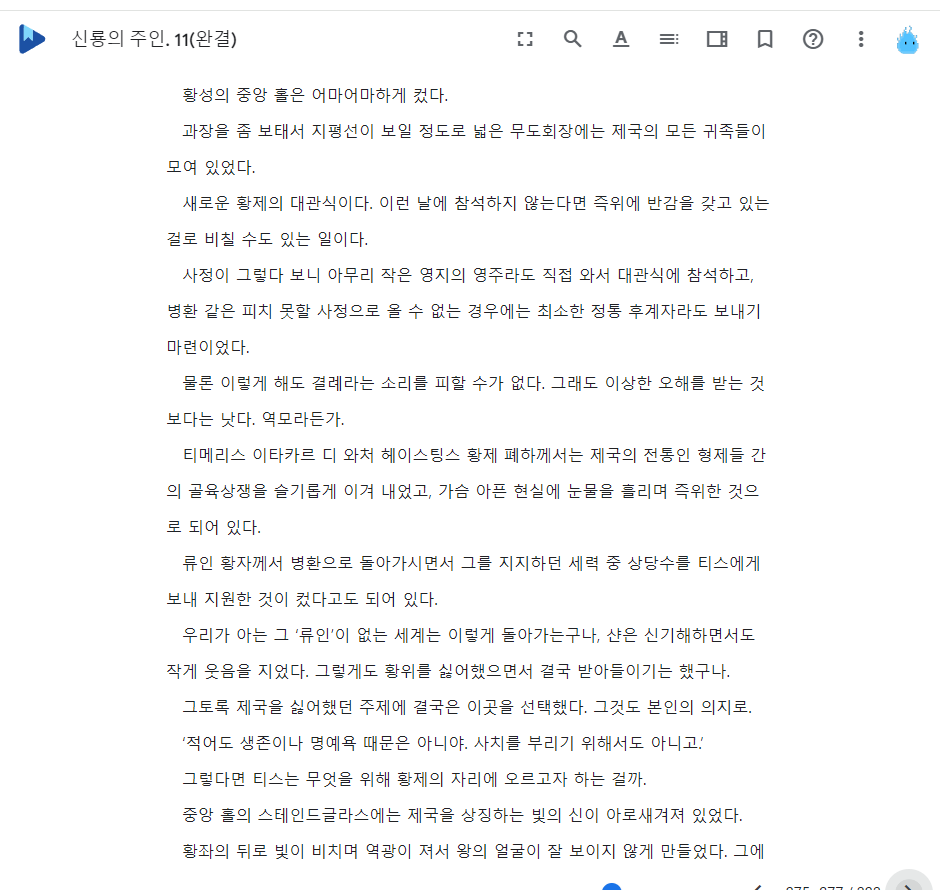 신룡의 주인. 11(완결)
황성의 중앙 홀은 어마어마하게 컸다.
과장을 좀 보태서 지평선이 보일 정도로 넓은 무도회장에는 제국의 모든 귀족들이
모여 있었다.
새로운 황제의 대관식이다. 이런 날에 참석하지 않는다면 즉위에 반감을 갖고 있는
걸로 비칠 수도 있는 일이다.
사정이 그렇다 보니 아무리 작은 영지의 영주라도 직접 와서 대관식에 참석하고,
병환 같은 피치 못할 사정으로 올 수 없는 경우에는 최소한 정통 후계자라도 보내기
마련이었다.
물론 이렇게 해도 결례라는 소리를 피할 수가 없다. 그래도 이상한 오해를 받는 것
보다는 낫다. 역모라든가.
티메리스 이타카르 디 와처 헤이스팅스 황제 폐하께서는 제국의 전통인 형제들 간
의 골육상쟁을 슬기롭게 이겨 내었고, 가슴 아픈 현실에 눈물을 흘리며 즉위한 것으
로 되어 있다.
류인 황자께서 병환으로 돌아가시면서 그를 지지하던 세력 중 상당수를 티스에게
보내 지원한 것이 컸다고도 되어 있다.
우리가 아는 그 ‘류인’이 없는 세계는 이렇게 돌아가는구나, 샨은 신기해하면서도
작게 웃음을 지었다. 그렇게도 황위를 싫어했으면서 결국 받아들이기는 했구나.
그토록 제국을 싫어했던 주제에 결국은 이곳을 선택했다. 그것도 본인의 의지로.
‘적어도 생존이나 명예욕 때문은 아니야. 사치를 부리기 위해서도 아니고.’
그렇다면 티스는 무엇을 위해 황제의 자리에 오르고자 하는 걸까.
중앙 홀의 스테인드글라스에는 제국을 상징하는 빛의 신이 아로새겨져 있었다.
황좌의 뒤로 빛이 비치며 역광이 져서 왕의 얼굴이 잘 보이지 않게 만들었다. 그에